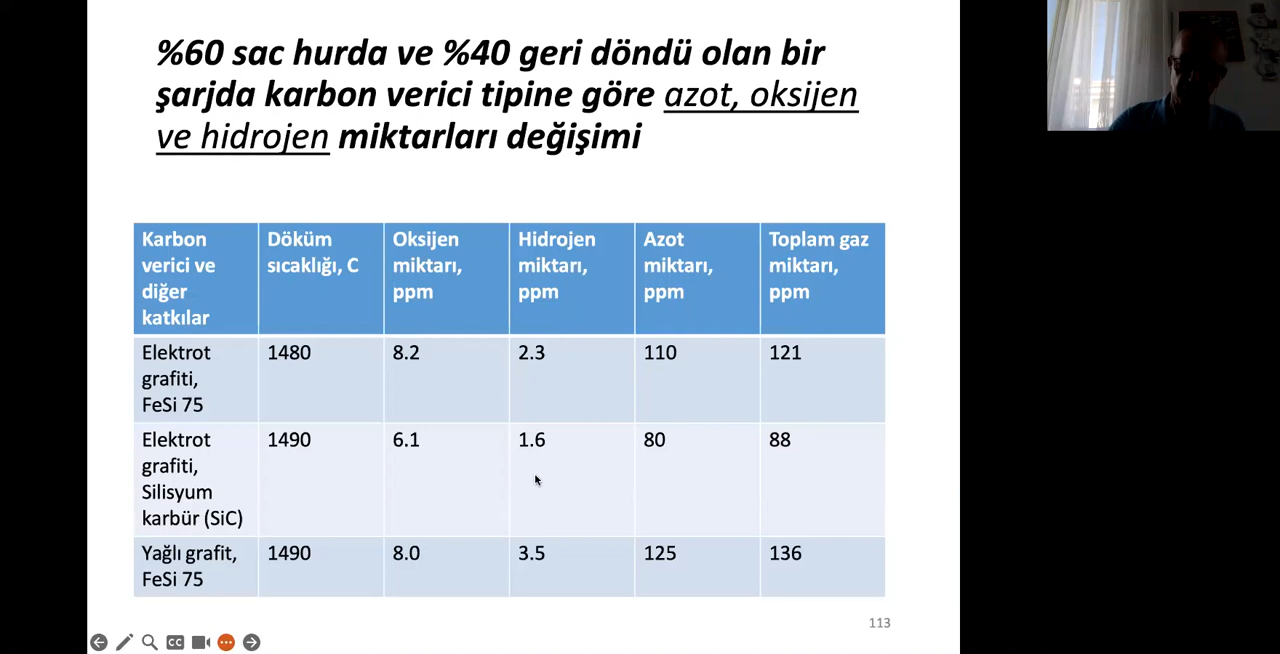 %60 sac hurda ve %40 geri döndü olan bir
şarjda karbon verici tipine göre azot, oksijen
ve hidrojen miktarları değişimi
Karbon
verici ve
diğer
katkılar
Döküm
sıcaklığı, C
Oksijen
miktarı,
ppm
Hidrojen
miktarı,
ppm
Azot
miktarı,
ppm
Toplam gaz
miktarı,
ppm
Elektrot
grafiti,
FeSi 75
1480
8.2
2.3
110
121
Elektrot
grafiti,
Silisyum
karbür (SiC)
1490
6.1
1.6
80
88
Yağlı grafit,
FeSi 75
1490
8.0
3.5
125
136
113
CC